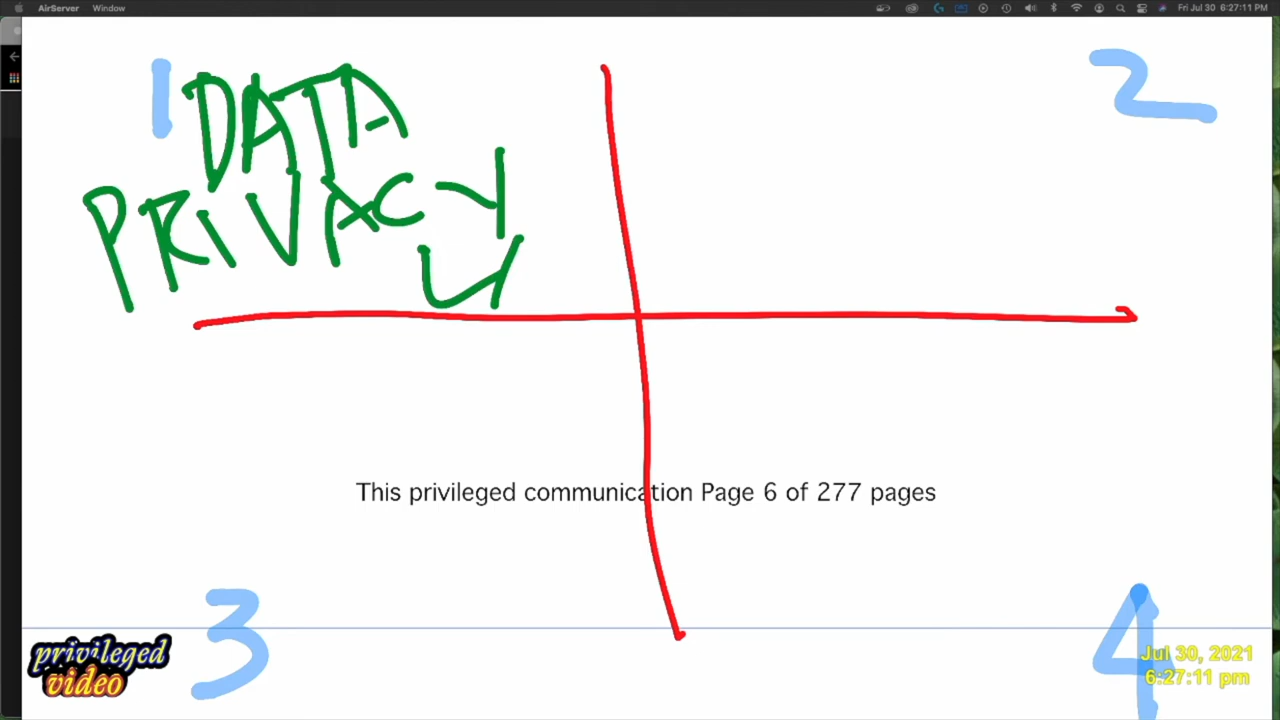 AirServer Window Fri Jul 30 6:27:11 PM
1 2
DATA
PRIVACY
This privileged communication Page 6 of 277 pages
3 4
privileged
video
Jul 30, 2021
6:27:11 pm